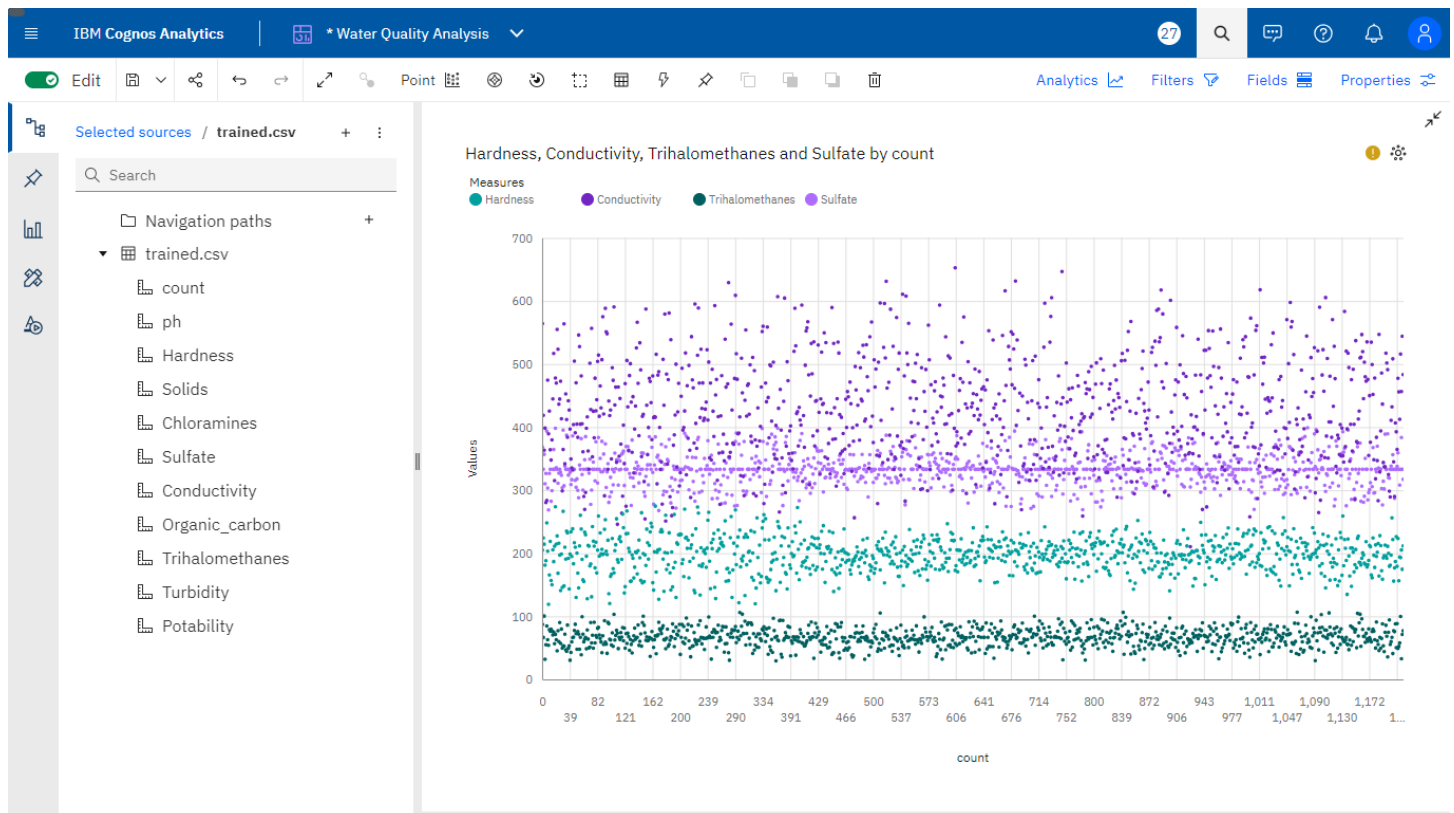 IBM Cognos Analytics
* Water Quality Analysis
27
Edit
Point
Analytics
Filters
Fields
Properties
Selected sources / trained.csv
Search
Navigation paths
trained.csv
count
ph
Hardness
Solids
Chloramines
Sulfate
Conductivity
Organic_carbon
Trihalomethanes
Turbidity
Potability
Hardness, Conductivity, Trihalomethanes and Sulfate by count
Measures
Hardness Conductivity Trihalomethanes Sulfate
700
600
500
400
300
200
100
0
Values
0 82 162 239 334 429 500 573 641 714 800 872 943 1,011 1,090 1,172
39 121 200 290 391 466 537 606 676 752 839 906 977 1,047 1,130 1...
count